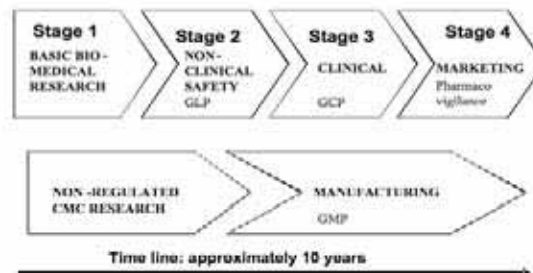 Stage 1
BASIC BIO-
MEDICAL
RESEARCH
Stage 2
NON-
CLINICAL
SAFETY
GLP
Stage 3
CLINICAL
GCP
Stage 4
MARKETING
Pharmaco
vigilance
NON -REGULATED
CMC RESEARCH
MANUFACTURING
GMP
Time line: approximately 10 years